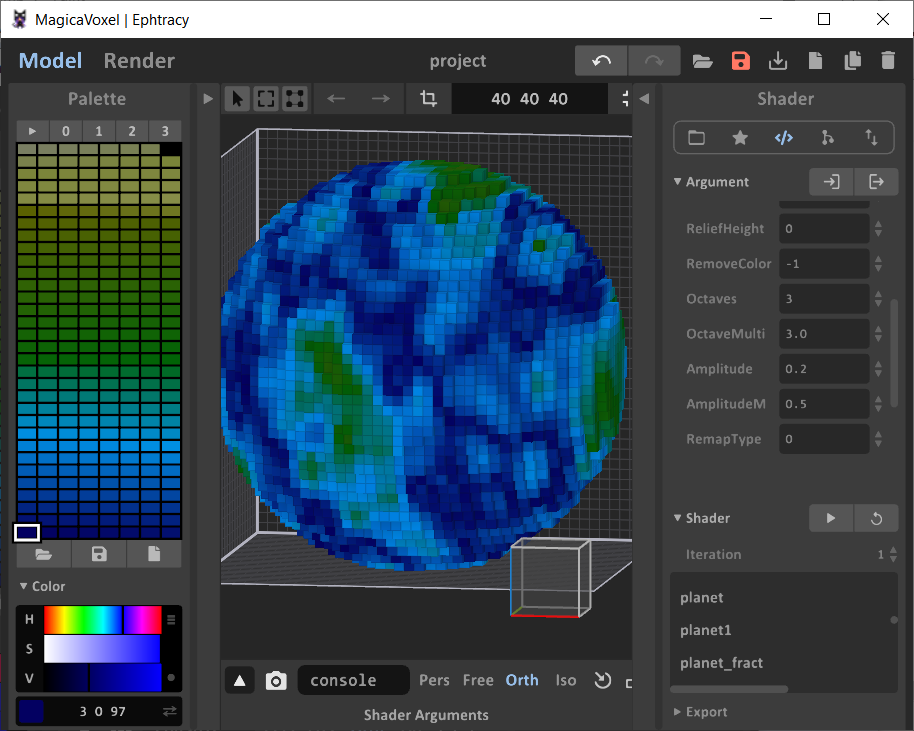 MagicaVoxel | Ephtracy
Model Render
project
Palette
40 40 40
Shader
0 1 2 3
Argument
ReliefHeight 0
RemoveColor -1
Octaves 3
OctaveMulti 3.0
Amplitude 0.2
AmplitudeM 0.5
RemapType 0
Shader
Iteration 1
planet
planet1
planet_fract
Export
Color
H
S
V
3 0 97
console
Pers Free Orth Iso
Shader Arguments